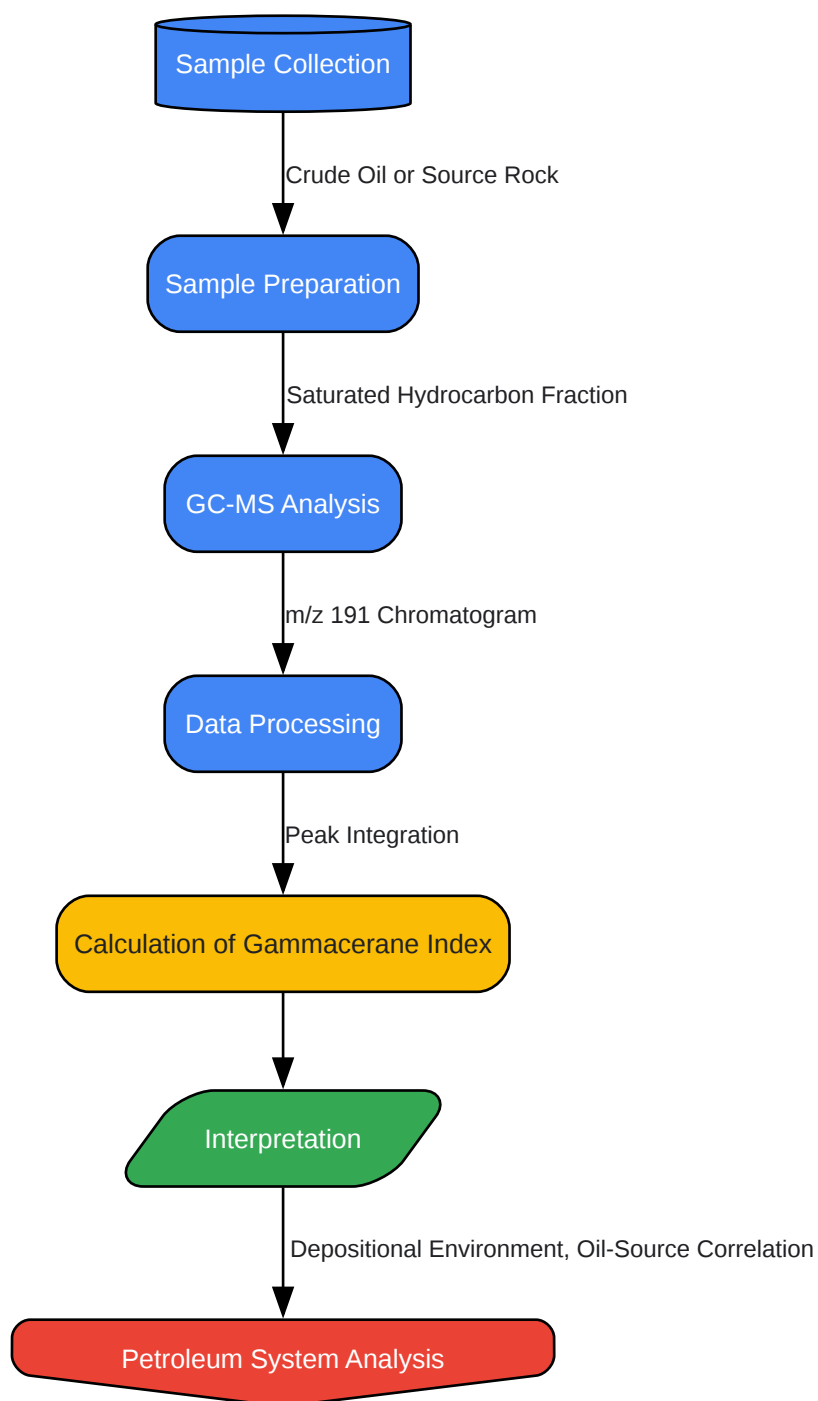 Sample Collection
Crude Oil or Source Rock
Sample Preparation
Saturated Hydrocarbon Fraction
GC-MS Analysis
m/z 191 Chromatogram
Data Processing
Peak Integration
Calculation of Gammacerane Index
Interpretation
Depositional Environment, Oil-Source Correlation
Petroleum System Analysis